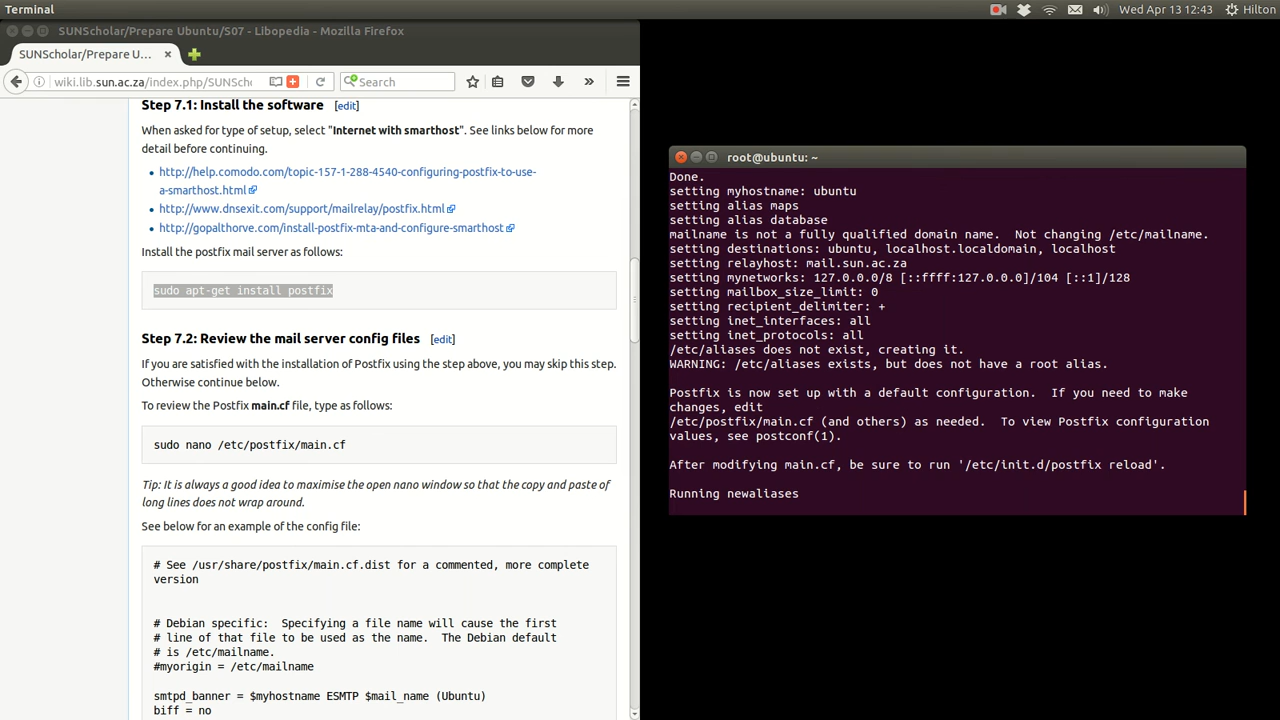 Terminal
Wed Apr 13 12:43
Hilton
SUNScholar/Prepare Ubuntu/S07 - Libopedia - Mozilla Firefox
SUNScholar/Prepare U...
wiki.lib.sun.ac.za/index.php/SUNScho
Search
Step 7.1: Install the software [edit]
When asked for type of setup, select "Internet with smarthost". See links below for more
detail before continuing.
http://help.comodo.com/topic-157-1-288-4540-configuring-postfix-to-use-
a-smarthost.html
http://www.dnsexit.com/support/mailrelay/postfix.html
http://gopalthorve.com/install-postfix-mta-and-configure-smarthost
Install the postfix mail server as follows:
sudo apt-get install postfix
Step 7.2: Review the mail server config files [edit]
If you are satisfied with the installation of Postfix using the step above, you may skip this step.
Otherwise continue below.
To review the Postfix main.cf file, type as follows:
sudo nano /etc/postfix/main.cf
Tip: It is always a good idea to maximise the open nano window so that the copy and paste of
long lines does not wrap around.
See below for an example of the config file:
# See /usr/share/postfix/main.cf.dist for a commented, more complete
version
# Debian specific:  Specifying a file name will cause the first
# line of that file to be used as the name.  The Debian default
# is /etc/mailname.
#myorigin = /etc/mailname
smtpd_banner = $myhostname ESMTP $mail_name (Ubuntu)
biff = no
root@ubuntu: ~
Done.
setting myhostname: ubuntu
setting alias maps
setting alias database
mailname is not a fully qualified domain name.  Not changing /etc/mailname.
setting destinations: ubuntu, localhost.localdomain, localhost
setting relayhost: mail.sun.ac.za
setting mynetworks: 127.0.0.0/8 [::ffff:127.0.0.0]/104 [::1]/128
setting mailbox_size_limit: 0
setting recipient_delimiter: +
setting inet_interfaces: all
setting inet_protocols: all
/etc/aliases does not exist, creating it.
WARNING: /etc/aliases exists, but does not have a root alias.
Postfix is now set up with a default configuration.  If you need to make
changes, edit
/etc/postfix/main.cf (and others) as needed.  To view Postfix configuration
values, see postconf(1).
After modifying main.cf, be sure to run '/etc/init.d/postfix reload'.
Running newaliases